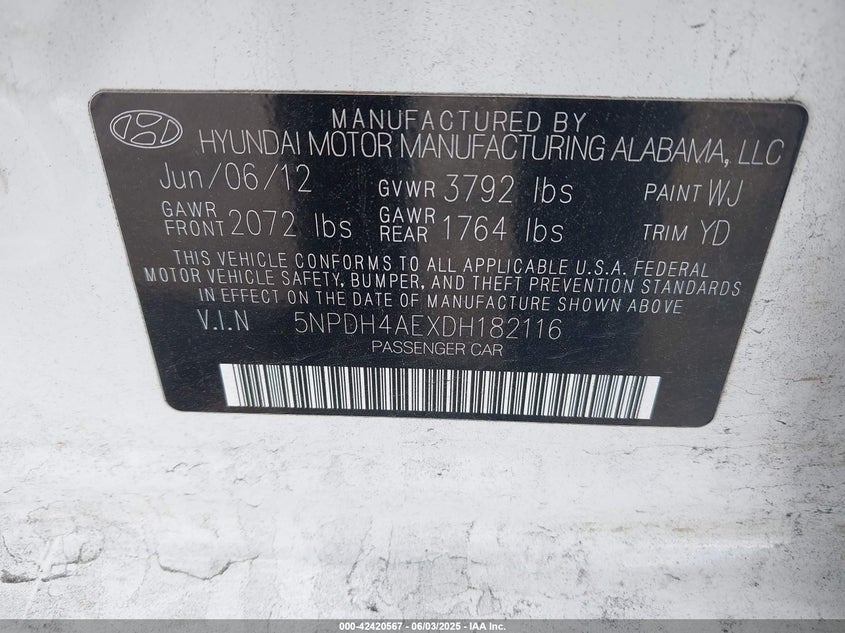 MANUFACTURED BY
HYUNDAI MOTOR MANUFACTURING ALABAMA, LLC
Jun/06/12 GVWR 3792 lbs PAINT WJ
GAWR FRONT 2072 lbs GAWR REAR 1764 lbs TRIM YD
THIS VEHICLE CONFORMS TO ALL APPLICABLE U.S.A. FEDERAL
MOTOR VEHICLE SAFETY, BUMPER, AND THEFT PREVENTION STANDARDS
IN EFFECT ON THE DATE OF MANUFACTURE SHOWN ABOVE
V.I.N 5NPDH4AEXDH182116
PASSENGER CAR
000-42420567 - 06/03/2025 - IAA Inc.